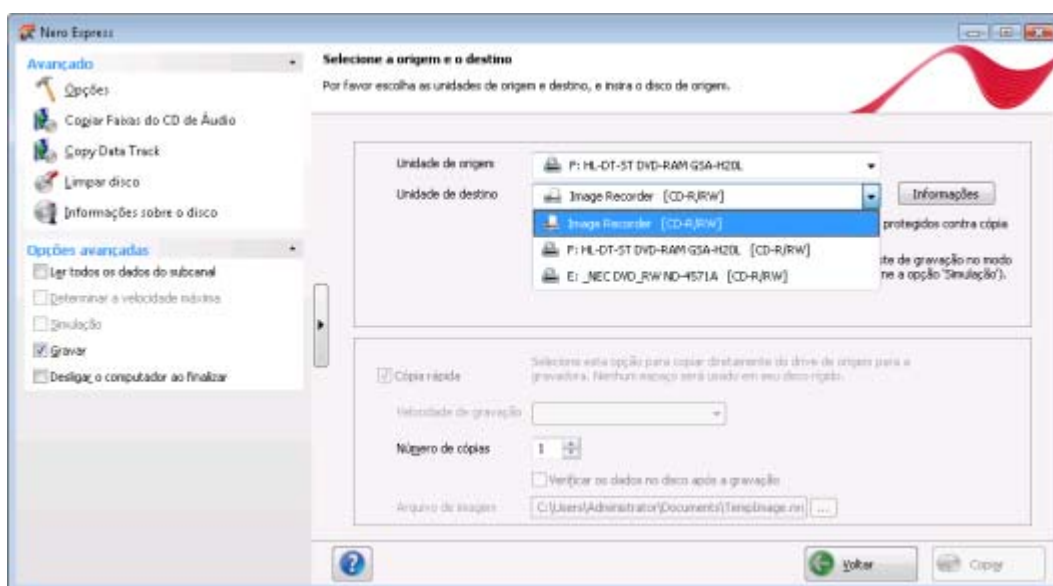 Nero Express
Avançado
Opções
Copiar Faixas do CD de Áudio
Copy Data Track
Limpar disco
Informações sobre o disco
Opções avançadas
Ler todos os dados do subcanal
Determinar a velocidade máxima
Simulação
Gravar
Desligar o computador ao finalizar
Selecione a origem e o destino
Por favor escolha as unidades de origem e destino, e insira o disco de origem.
Unidade de origem
P: HL-DT-ST DVD-RAM GSA-H20L
Unidade de destino
Image Recorder [CD-R/RW]
Informações
Image Recorder [CD-R/RW]
protegidos contra cópia
P: HL-DT-ST DVD-RAM GSA-H20L [CD-R/RW]
E: _NEC DVD_RW ND-4571A [CD-R/RW]
ste de gravação no modo
ne a opção 'Simulação').
Cópia rápida
Selecione esta opção para copiar diretamente do drive de origem para a
gravadora. Nenhum espaço será usado em seu disco rígido.
Velocidade de gravação
Número de cópias
1
Verificar os dados no disco após a gravação
Arquivo de imagem
C:\Users\Administrator\Documents\TempImage.nrg
...
Voltar
Copiar